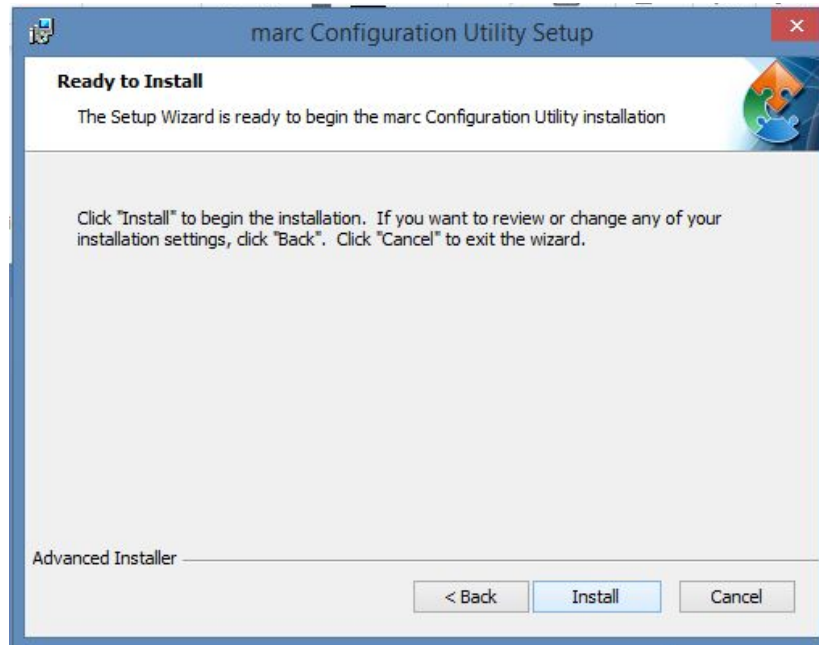 marc Configuration Utility Setup
Ready to Install
The Setup Wizard is ready to begin the marc Configuration Utility installation
Click "Install" to begin the installation. If you want to review or change any of your
installation settings, click "Back". Click "Cancel" to exit the wizard.
Advanced Installer
< Back
Install
Cancel